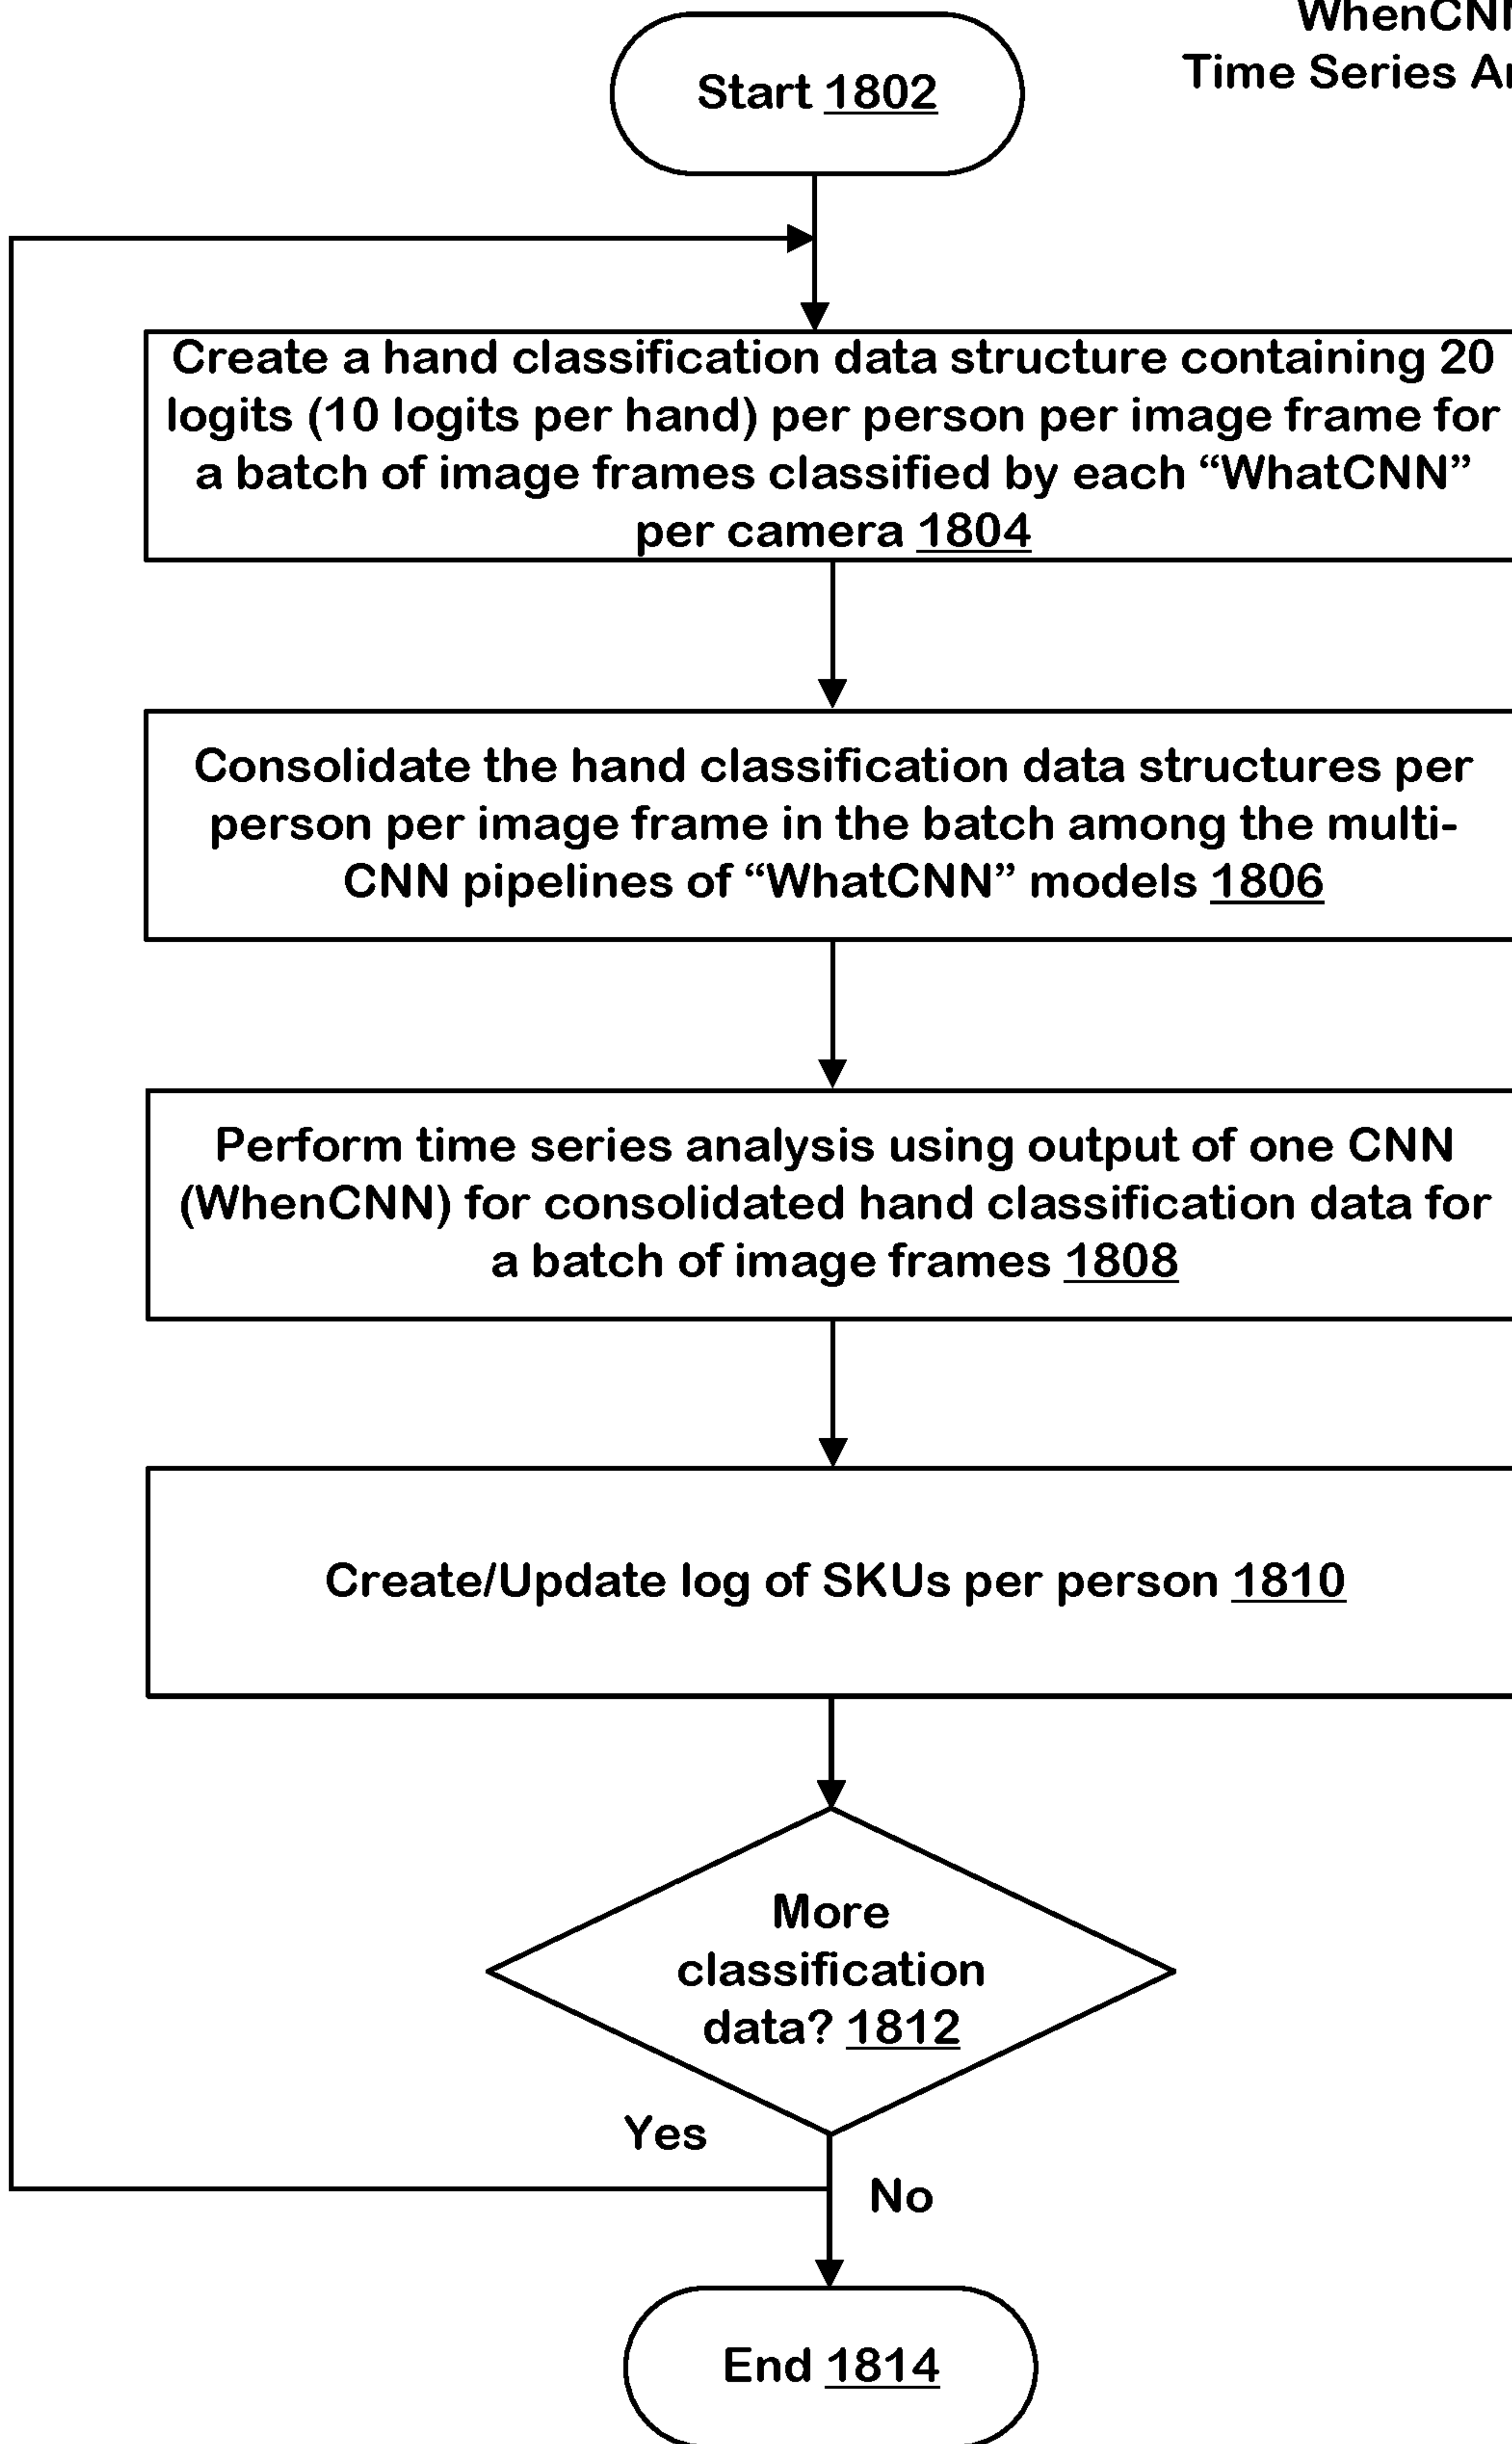 WhenCNN
Time Series
Start 1802
Create a hand classification data structure containing 20
logits (10 logits per hand) per person per image frame for
a batch of image frames classified by each “WhatCNN”
per camera 1804
Consolidate the hand classification data structures per
person per image frame in the batch among the multi-
CNN pipelines of “WhatCNN” models 1806
Perform time series analysis using output of one CNN
(WhenCNN) for consolidated hand classification data for
a batch of image frames 1808
Create/Update log of SKUs per person 1810
More
classification
data? 1812
Yes
No
End 1814